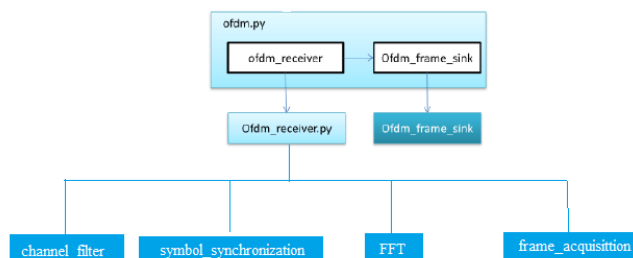 ofdm.py
ofdm_receiver
Ofdm_frame_sink
Ofdm_receiver.py
Ofdm_frame_sink
channel_filter
symbol_synchronization
FFT
frame_acquisittion